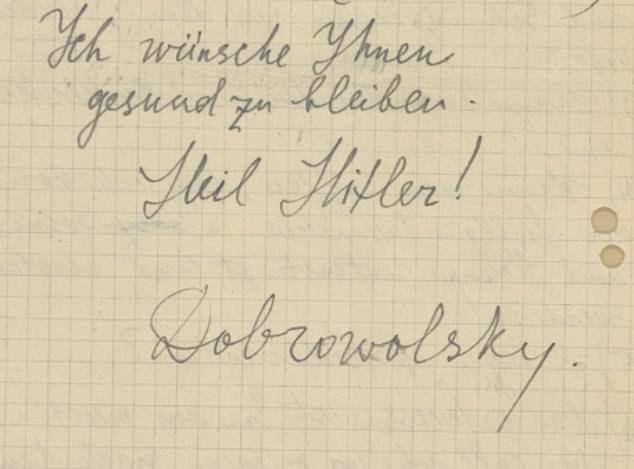 Ich wünsche Ihnen
gesund zu bleiben.
Heil Hitler!
Dobrowolsky.